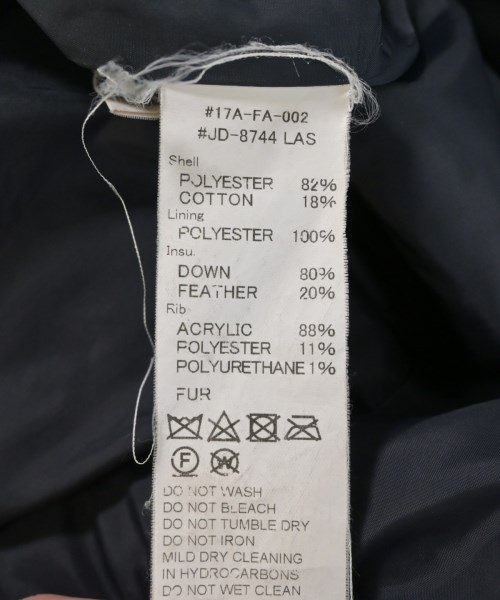 #17A-FA-002
#JD-8744 LAS
Shell
POLYESTER 82%
COTTON 18%
Lining
POLYESTER 100%
Insu.
DOWN 80%
FEATHER 20%
Rib
ACRYLIC 88%
POLYESTER 11%
POLYURETHANE 1%
FUR
F W
DO NOT WASH
DO NOT BLEACH
DO NOT TUMBLE DRY
DO NOT IRON
MILD DRY CLEANING
IN HYDROCARBONS
DO NOT WET CLEAN